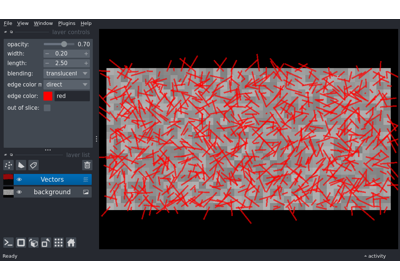 File View Window Plugins Help
layer controls
opacity: 0.70
width: 0.20
length: 2.50
blending: translucent
edge color m direct
edge color: red
out of slice:
layer list
Vectors
background
Ready
activity